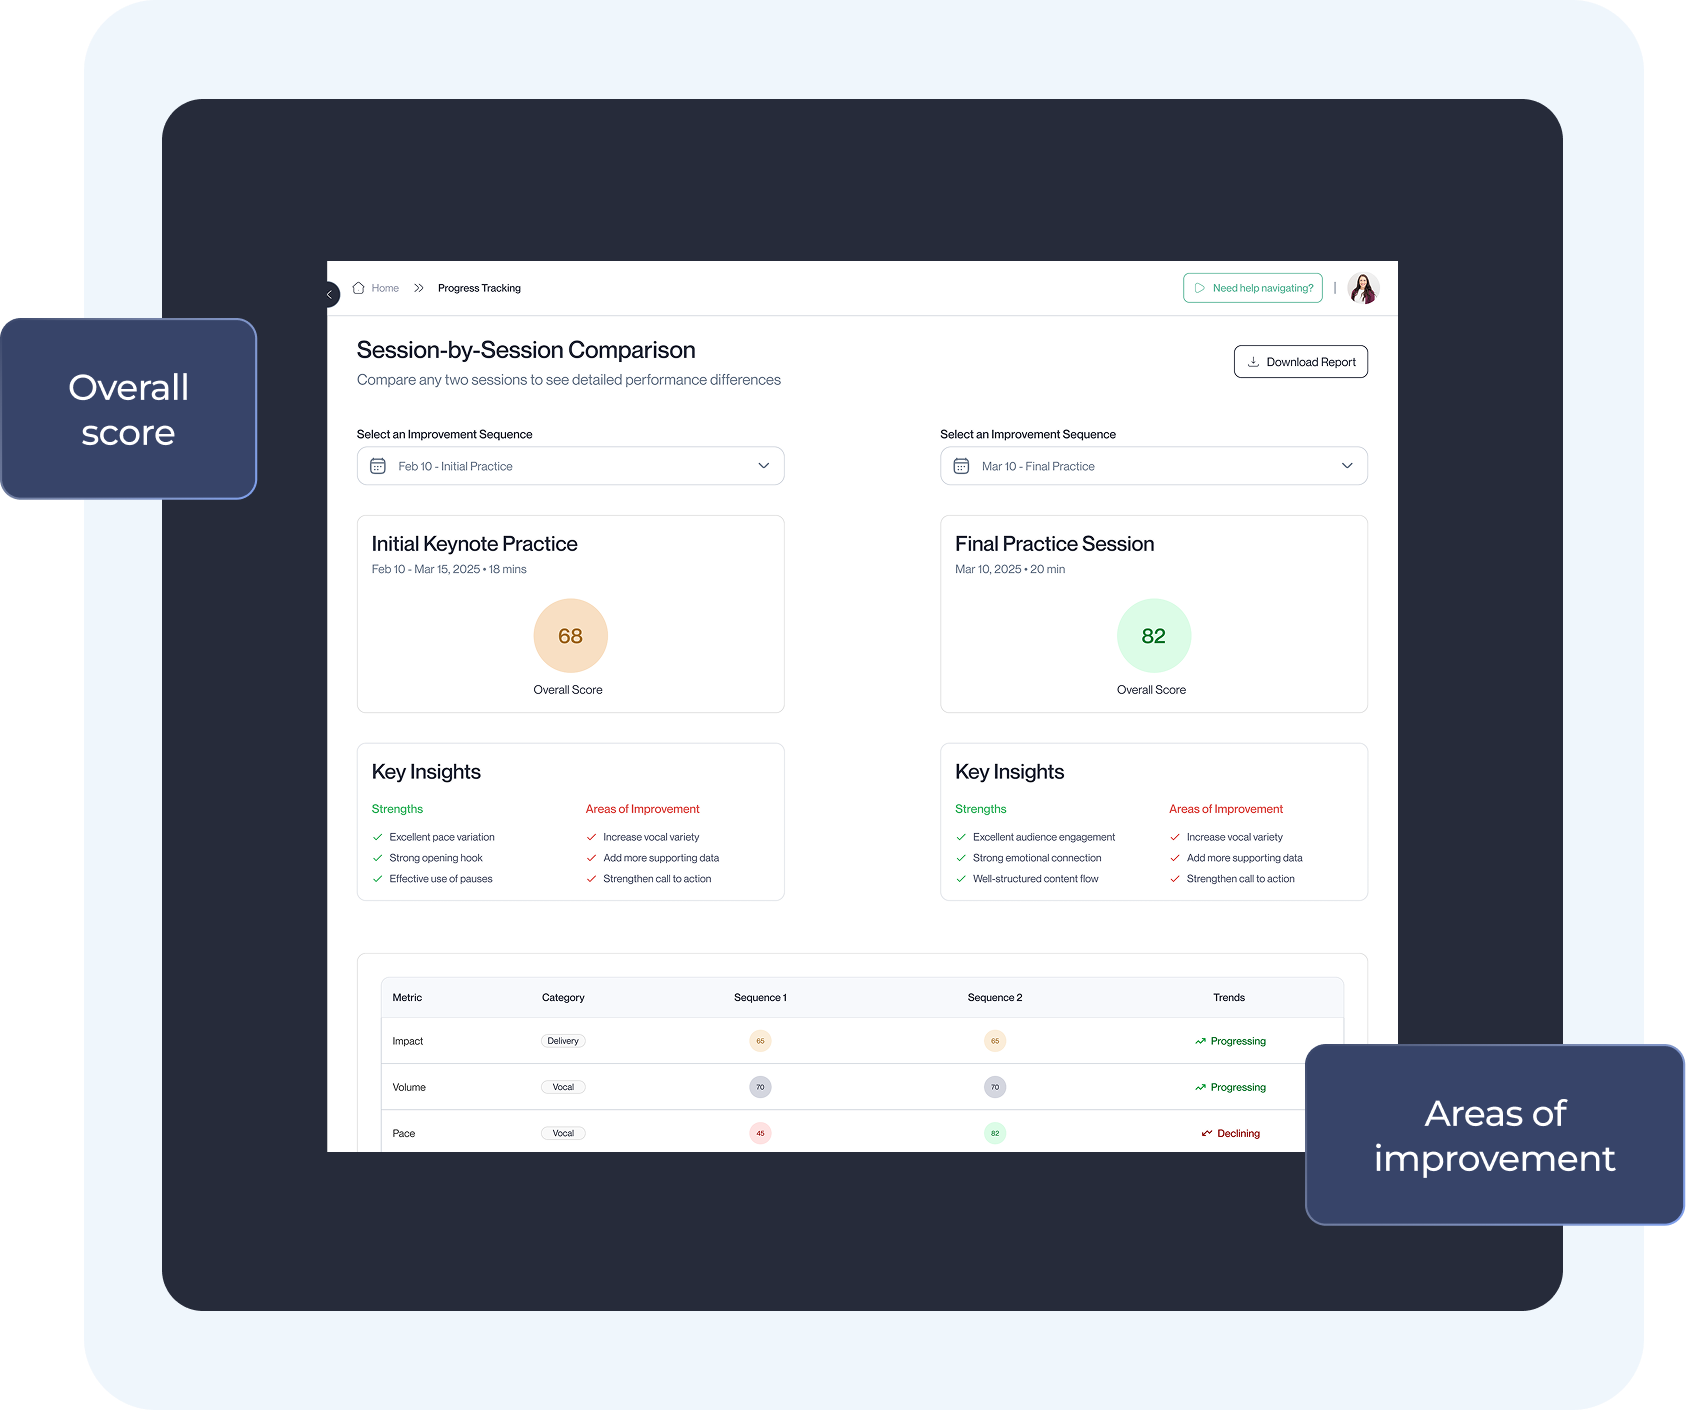 Home
Progress Tracking
Need help navigating?
Overall
score
Session-by-Session Comparison
Compare any two sessions to see detailed performance differences
Download Report
Select an Improvement Sequence
Feb 10 - Initial Practice
Select an Improvement Sequence
Mar 10 - Final Practice
Initial Keynote Practice
Feb 10 - Mar 15, 2025 • 18 mins
68
Overall Score
Final Practice Session
Mar 10, 2025 • 20 min
82
Overall Score
Key Insights
Strengths
Excellent pace variation
Strong opening hook
Effective use of pauses
Areas of Improvement
Increase vocal variety
Add more supporting data
Strengthen call to action
Key Insights
Strengths
Excellent audience engagement
Strong emotional connection
Well-structured content flow
Areas of Improvement
Increase vocal variety
Add more supporting data
Strengthen call to action
Metric Category Sequence 1 Sequence 2 Trends
Impact Delivery 65 65 Progressing
Volume Vocal 70 70 Progressing
Pace Vocal 45 82 Declining
Areas of
improvement